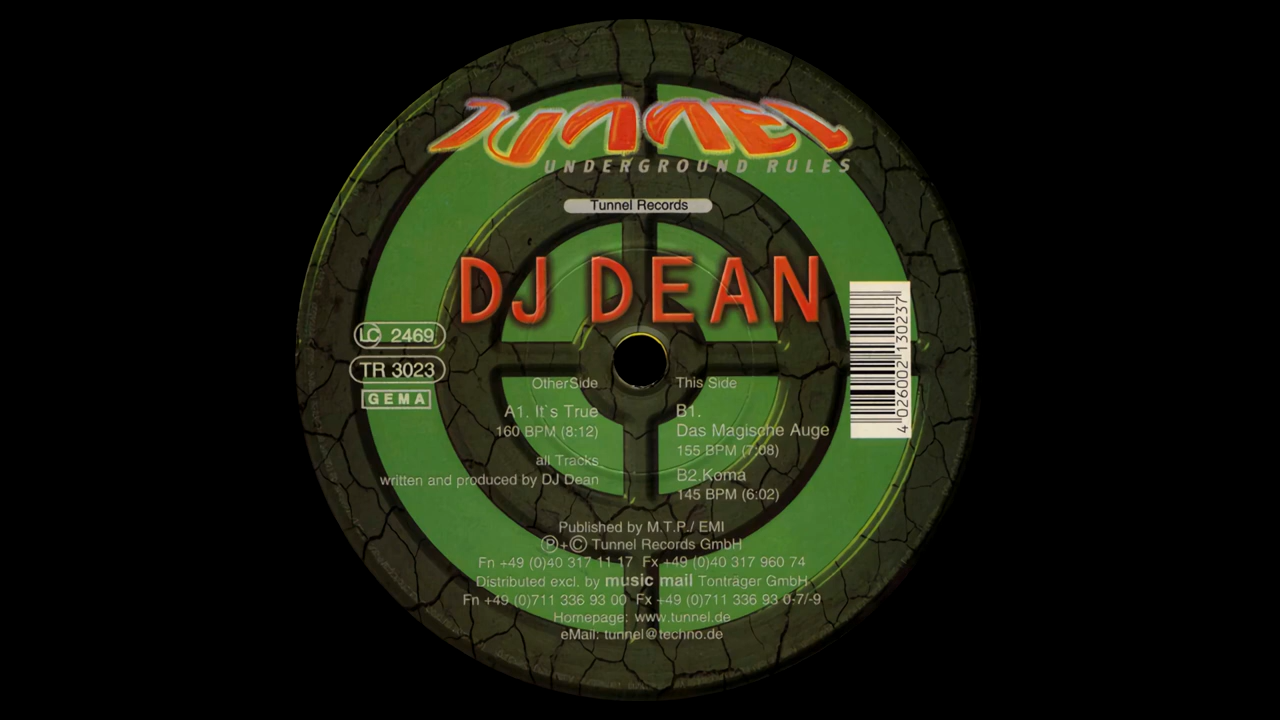 TUNNEL
UNDERGROUND RULES
Tunnel Records
DJ DEAN
LC 2469
TR 3023
GEMA
OtherSide
A1. It`s True
160 BPM (8:12)
all Tracks
written and produced by DJ Dean
This Side
B1.
Das Magische Auge
155 BPM (7:08)
B2.Koma
145 BPM (6:02)
4 026002 130237
Published by M.T.P./ EMI
Ⓟ+© Tunnel Records GmbH
Fn +49 (0)40 317 11 17 Fx +49 (0)40 317 960 74
Distributed excl. by music mail Tonträger GmbH
Fn +49 (0)711 336 93 00 Fx +49 (0)711 336 93 0-7/-9
Homepage: www.tunnel.de
eMail: tunnel@techno.de